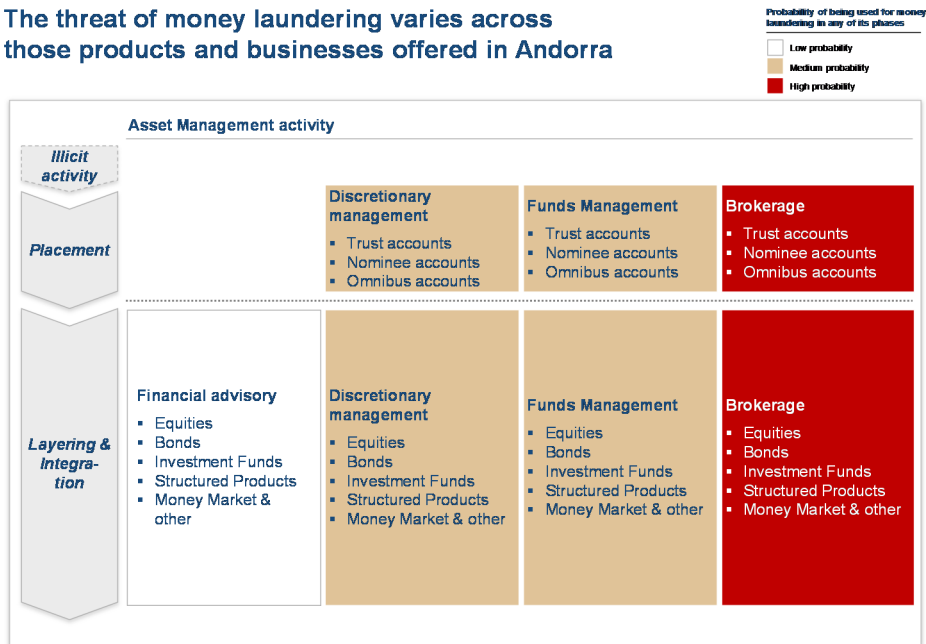 The threat of money laundering varies across
those products and businesses offered in Andorra
Probability of being used for money
laundering in any of its phases
Low probability
Medium probability
High probability
Asset Management activity
Illicit
activity
Placement
Discretionary
management
▪ Trust accounts
▪ Nominee accounts
▪ Omnibus accounts
Funds Management
▪ Trust accounts
▪ Nominee accounts
▪ Omnibus accounts
Brokerage
▪ Trust accounts
▪ Nominee accounts
▪ Omnibus accounts
Layering &
Integra-
tion
Financial advisory
▪ Equities
▪ Bonds
▪ Investment Funds
▪ Structured Products
▪ Money Market &
other
Discretionary
management
▪ Equities
▪ Bonds
▪ Investment Funds
▪ Structured Products
▪ Money Market & other
Funds Management
▪ Equities
▪ Bonds
▪ Investment Funds
▪ Structured Products
▪ Money Market & other
Brokerage
▪ Equities
▪ Bonds
▪ Investment Funds
▪ Structured Products
▪ Money Market & other